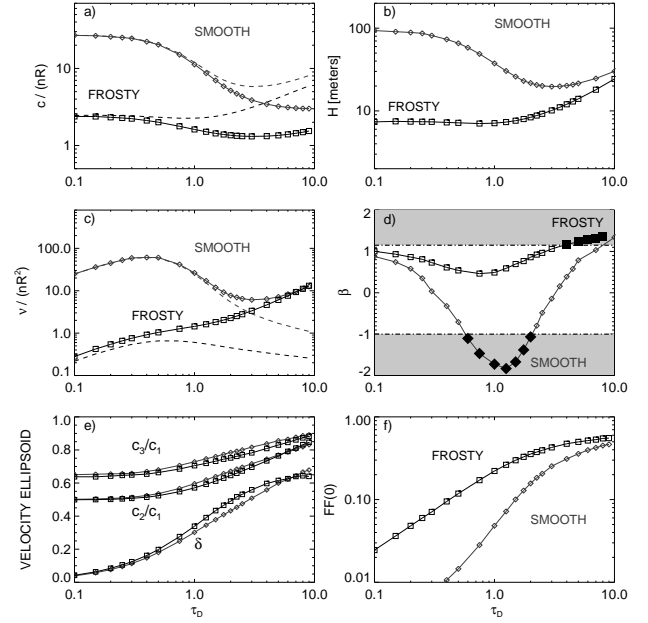 a)
SMOOTH
10
c / (nR)
FROSTY
1
0.1 1.0 10.0
b)
SMOOTH
100
H [meters]
FROSTY
10
0.1 1.0 10.0
c)
100.0
SMOOTH
10.0
ν / (nR²)
FROSTY
1.0
0.1
0.1 1.0 10.0
d)
2
FROSTY
1
β
0
-1
SMOOTH
-2
0.1 1.0 10.0
e)
1.0
c₃/c₁
0.8
0.6
VELOCITY ELLIPSOID
c₂/c₁
0.4
0.2
δ
0.0
0.1 1.0 10.0
τD
f)
FROSTY
FF(0)
0.10
SMOOTH
0.01
0.1 1.0 10.0
τD